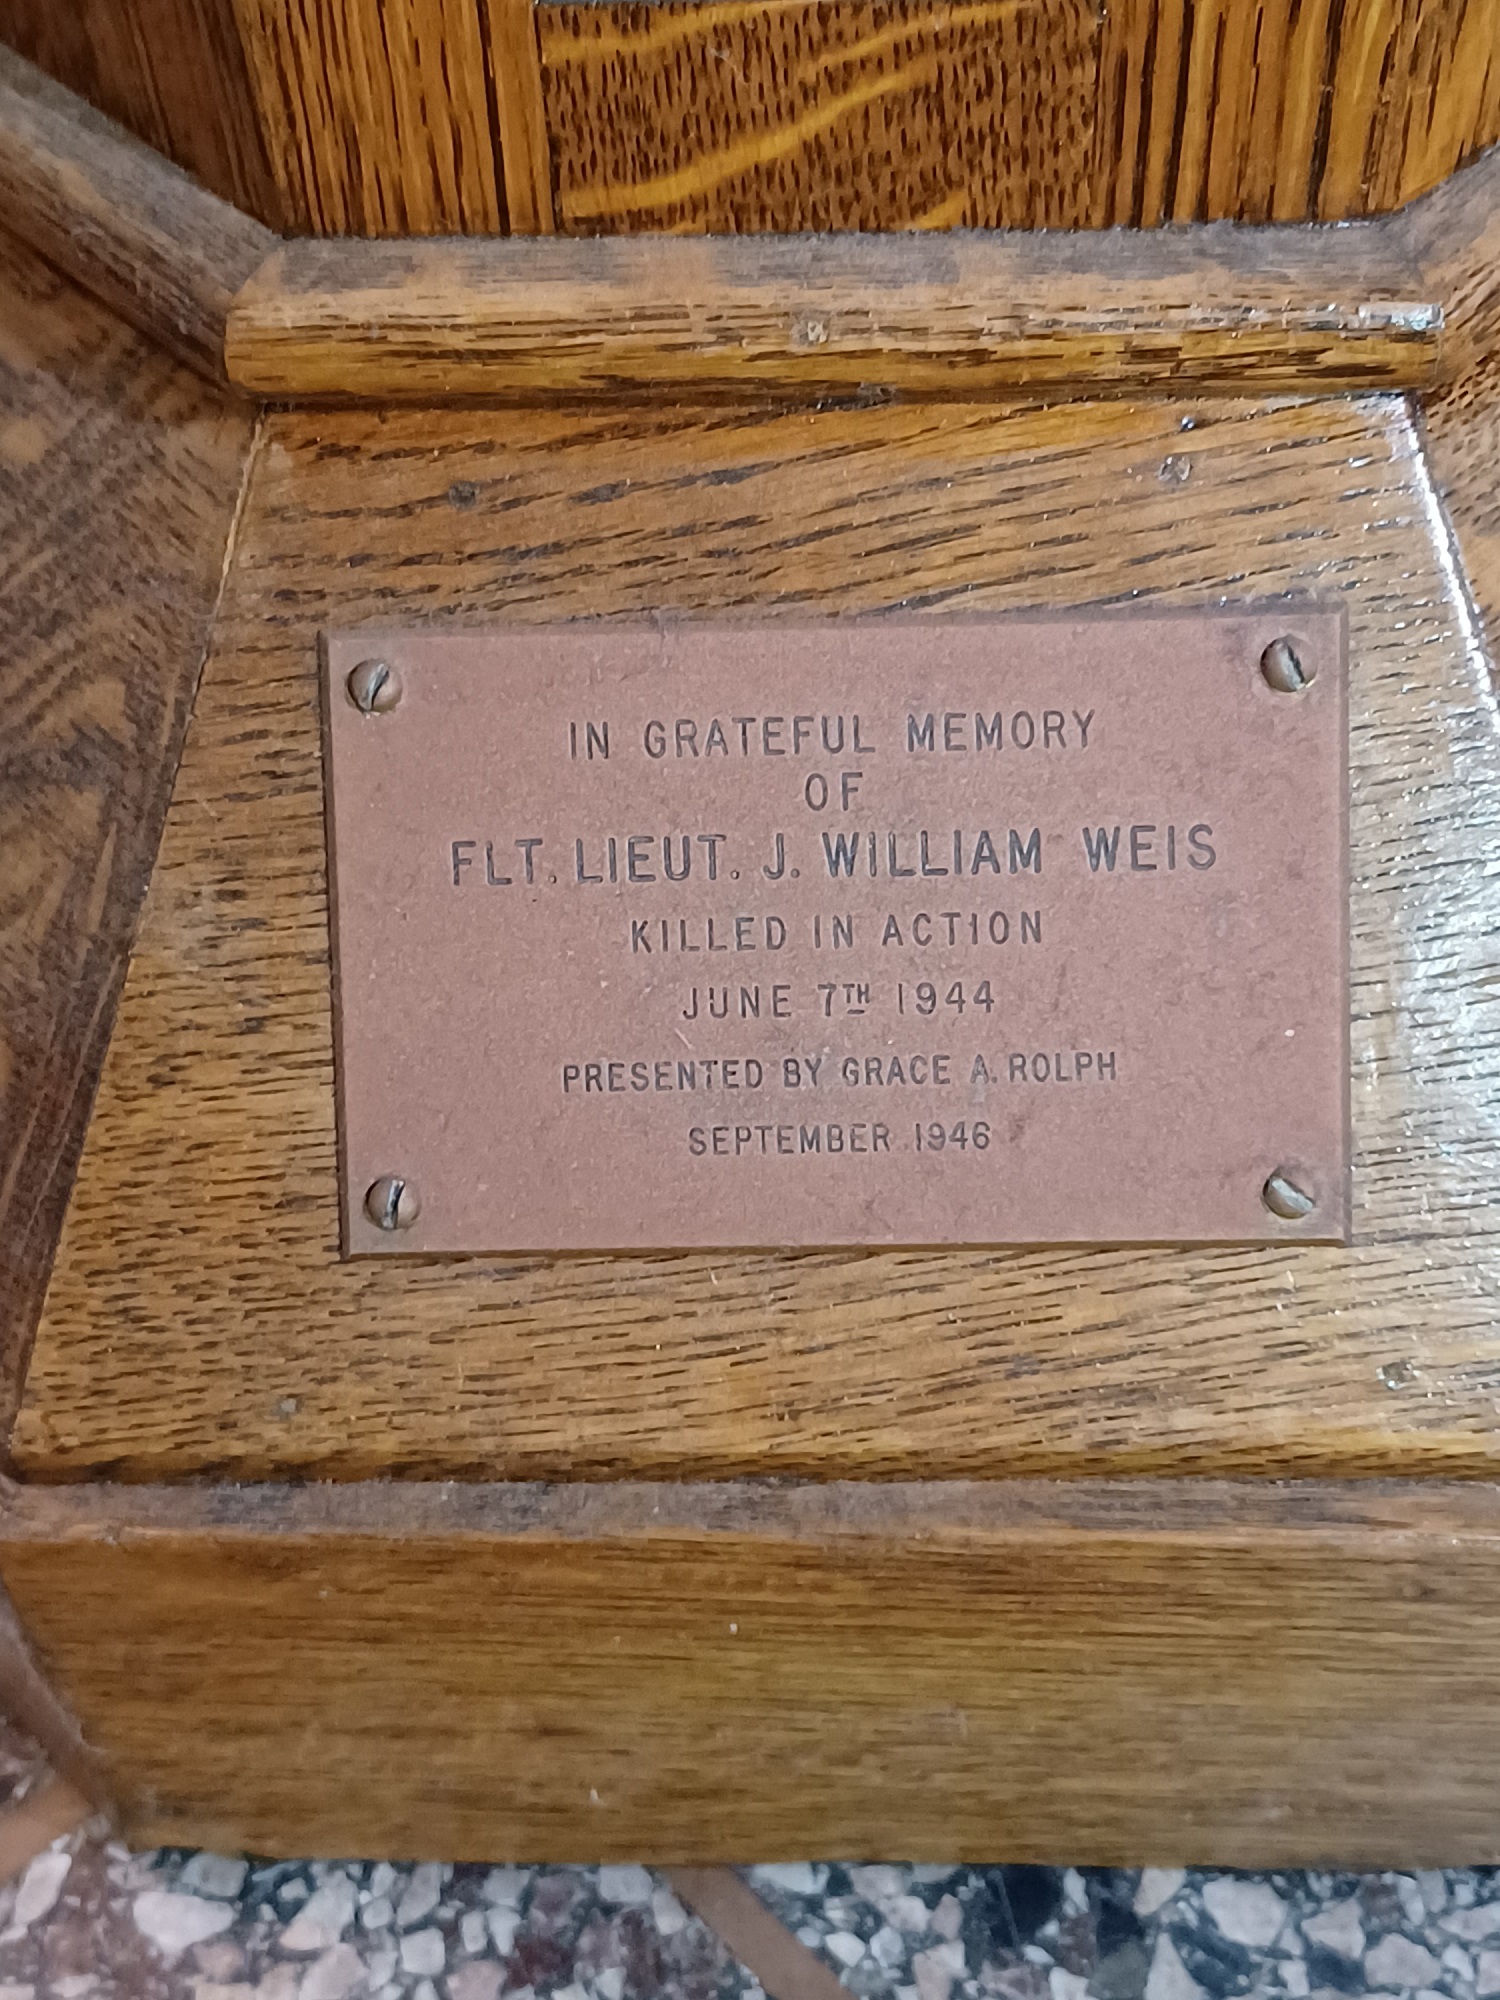 IN GRATEFUL MEMORY
OF
FLT. LIEUT. J. WILLIAM WEIS
KILLED IN ACTION
JUNE 7TH 1944
PRESENTED BY GRACE A. ROLPH
SEPTEMBER 1946